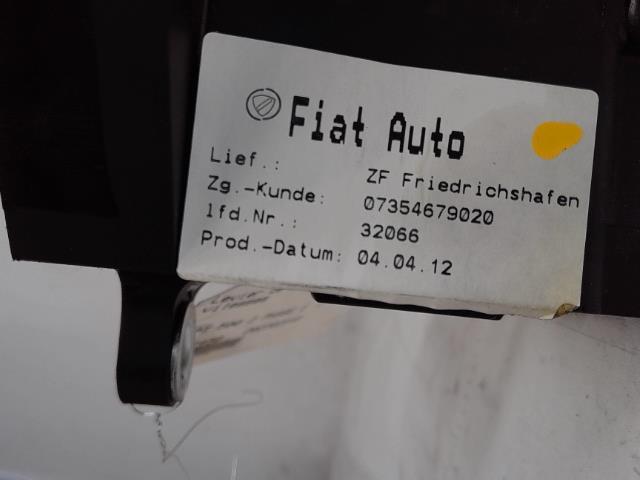 Fiat Auto
Lief.: ZF Friedrichshafen
Zg.-Kunde: 07354679020
lfd.Nr.: 32066
Prod.-Datum: 04.04.12